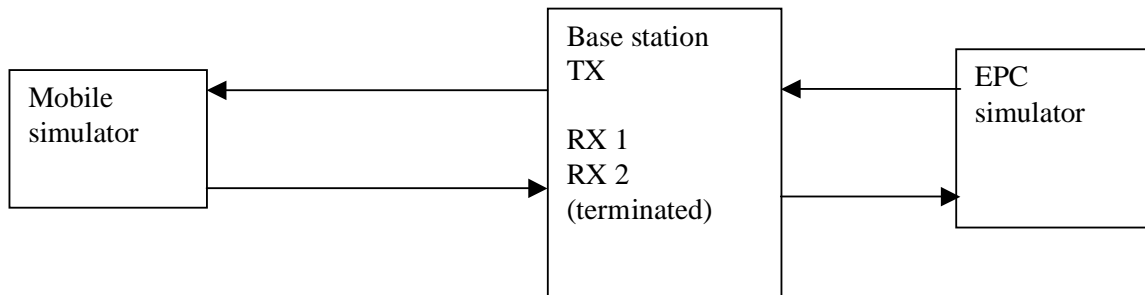 Mobile
simulator
Base station
TX
RX 1
RX 2
(terminated)
EPC
simulator